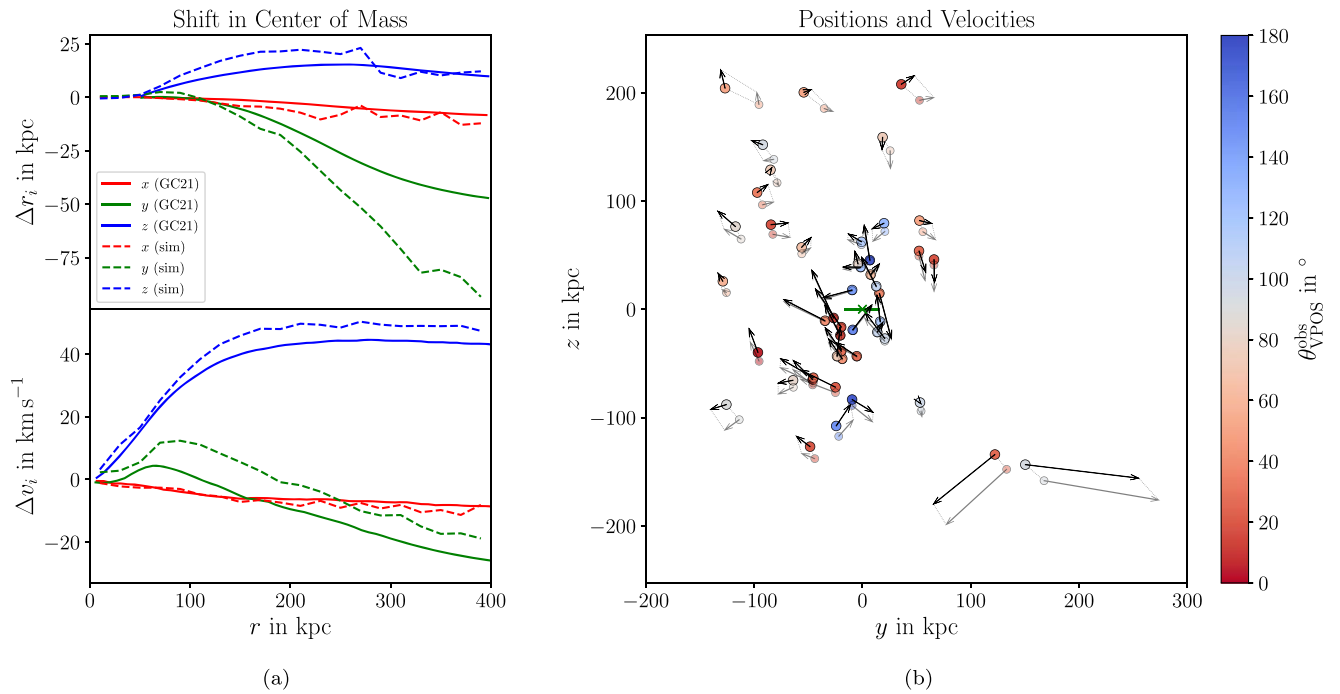 Shift in Center of Mass
25
0
−25
−50
−75
Δr_i in kpc
x (GC21)
y (GC21)
z (GC21)
x (sim)
y (sim)
z (sim)
40
20
0
−20
Δv_i in km s⁻¹
0 100 200 300 400
r in kpc
(a)
Positions and Velocities
200
100
0
−100
−200
z in kpc
−200 −100 0 100 200 300
y in kpc
(b)
180
160
140
120
100
80
60
40
20
0
θ^obs_VPOS in °